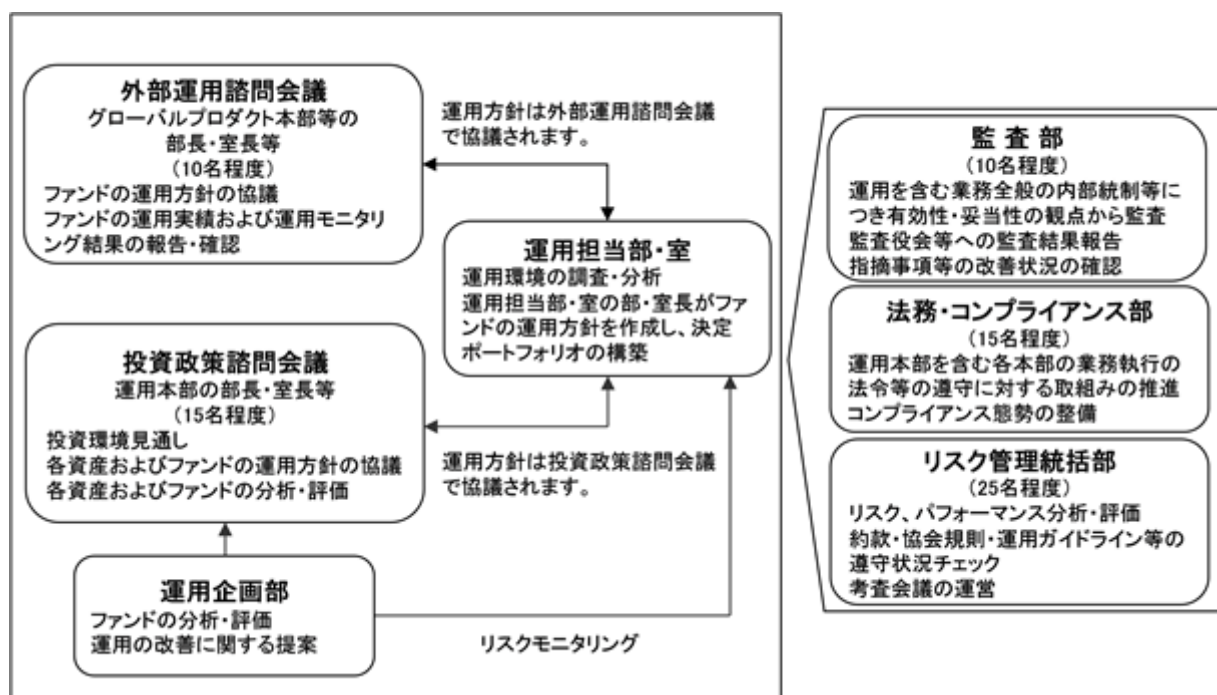 外部運用諮問会議
グローバルプロダクト本部等の
部長・室長等
(10名程度)
ファンドの運用方針の協議
ファンドの運用実績および運用モニタリ
ング結果の報告・確認
運用方針は外部運用諮問会議
で協議されます。
運用担当部・室
運用環境の調査・分析
運用担当部・室の部・室長がファ
ンドの運用方針を作成し、決定
ポートフォリオの構築
投資政策諮問会議
運用本部の部長・室長等
(15名程度)
投資環境見通し
各資産およびファンドの運用方針の協議
各資産およびファンドの分析・評価
運用方針は投資政策諮問会議
で協議されます。
運用企画部
ファンドの分析・評価
運用の改善に関する提案
リスクモニタリング
監査部
(10名程度)
運用を含む業務全般の内部統制等に
つき有効性・妥当性の観点から監査
監査役会等への監査結果報告
指摘事項等の改善状況の確認
法務・コンプライアンス部
(15名程度)
運用本部を含む各本部の業務執行の
法令等の遵守に対する取組みの推進
コンプライアンス態勢の整備
リスク管理統括部
(25名程度)
リスク、パフォーマンス分析・評価
約款・協会規則・運用ガイドライン等の
遵守状況チェック
考査会議の運営